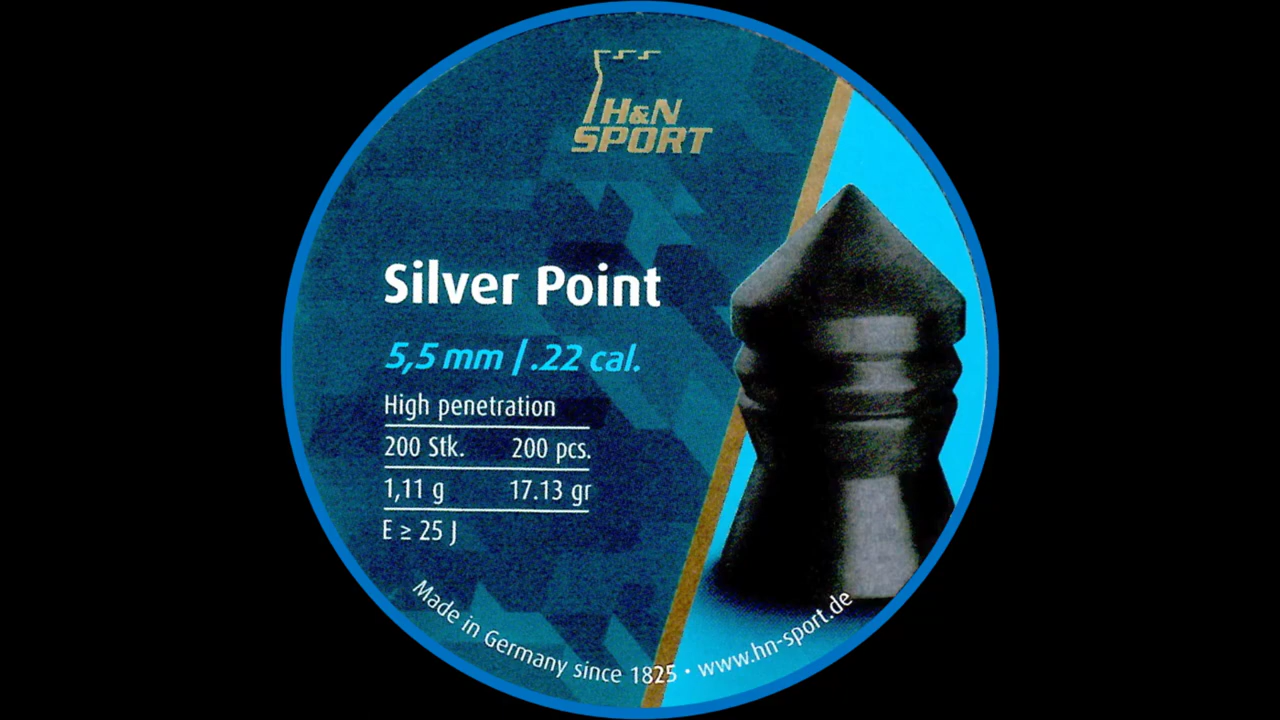 H&N
SPORT
Silver Point
5,5 mm | .22 cal.
High penetration
200 Stk. 200 pcs.
1,11 g 17.13 gr
E ≥ 25 J
Made in Germany since 1825 • www.hn-sport.de